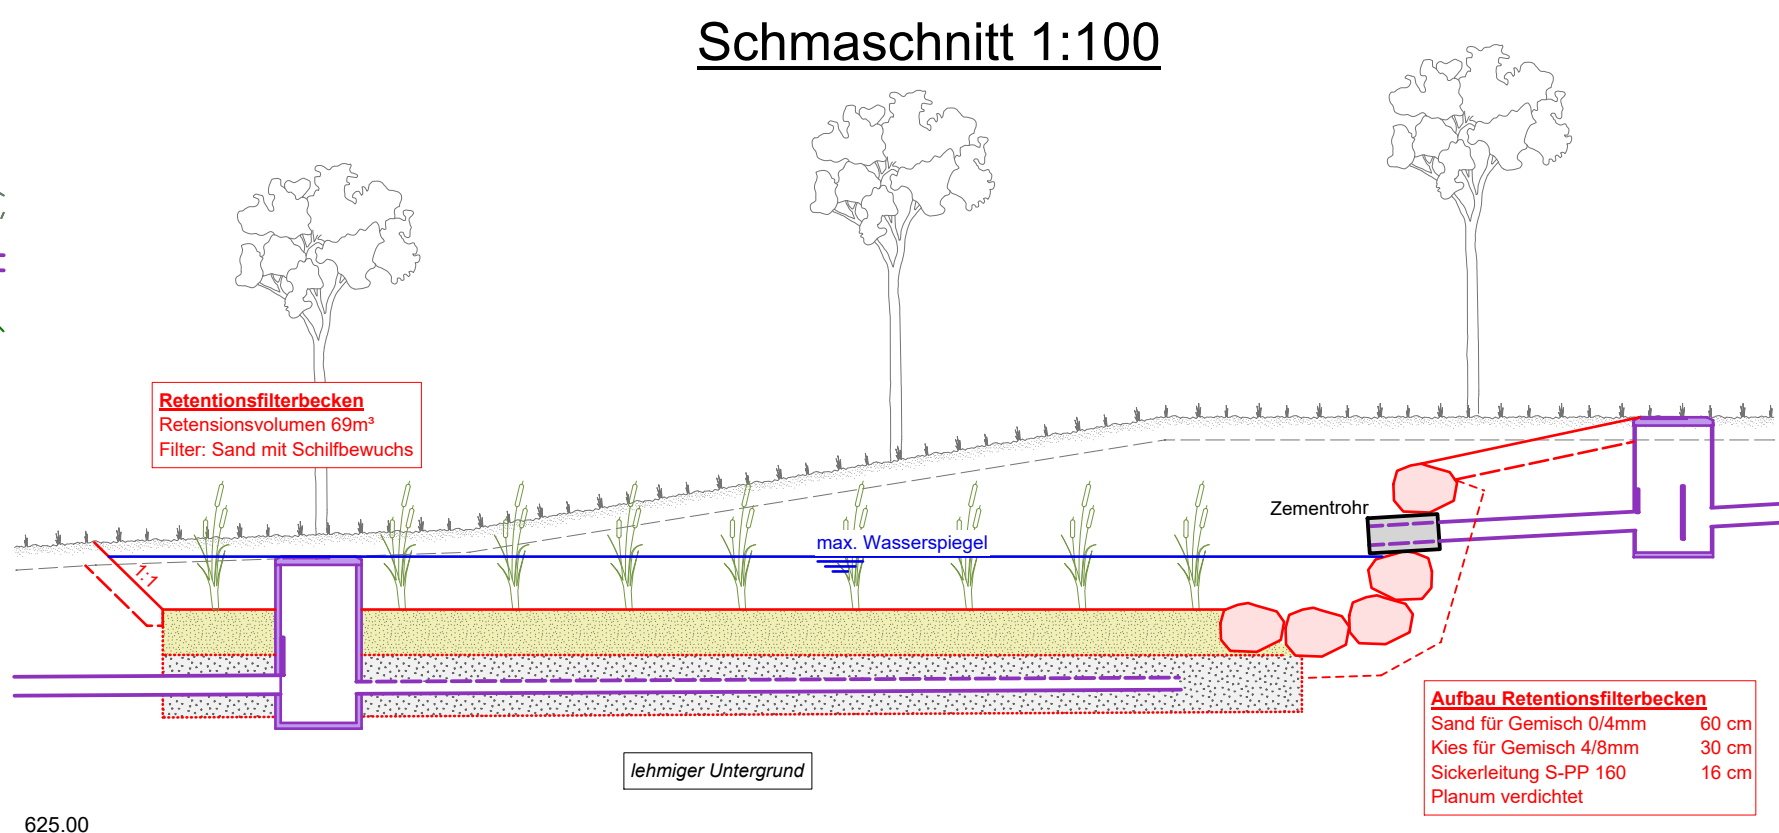 Schmaschnitt 1:100
Retentionsfilterbecken
Retensionsvolumen 69m³
Filter: Sand mit Schilfbewuchs
Zementrohr
max. Wasserspiegel
1:1
Aufbau Retentionsfilterbecken
Sand für Gemisch 0/4mm 60 cm
Kies für Gemisch 4/8mm 30 cm
Sickerleitung S-PP 160 16 cm
Planum verdichtet
lehmiger Untergrund
625.00